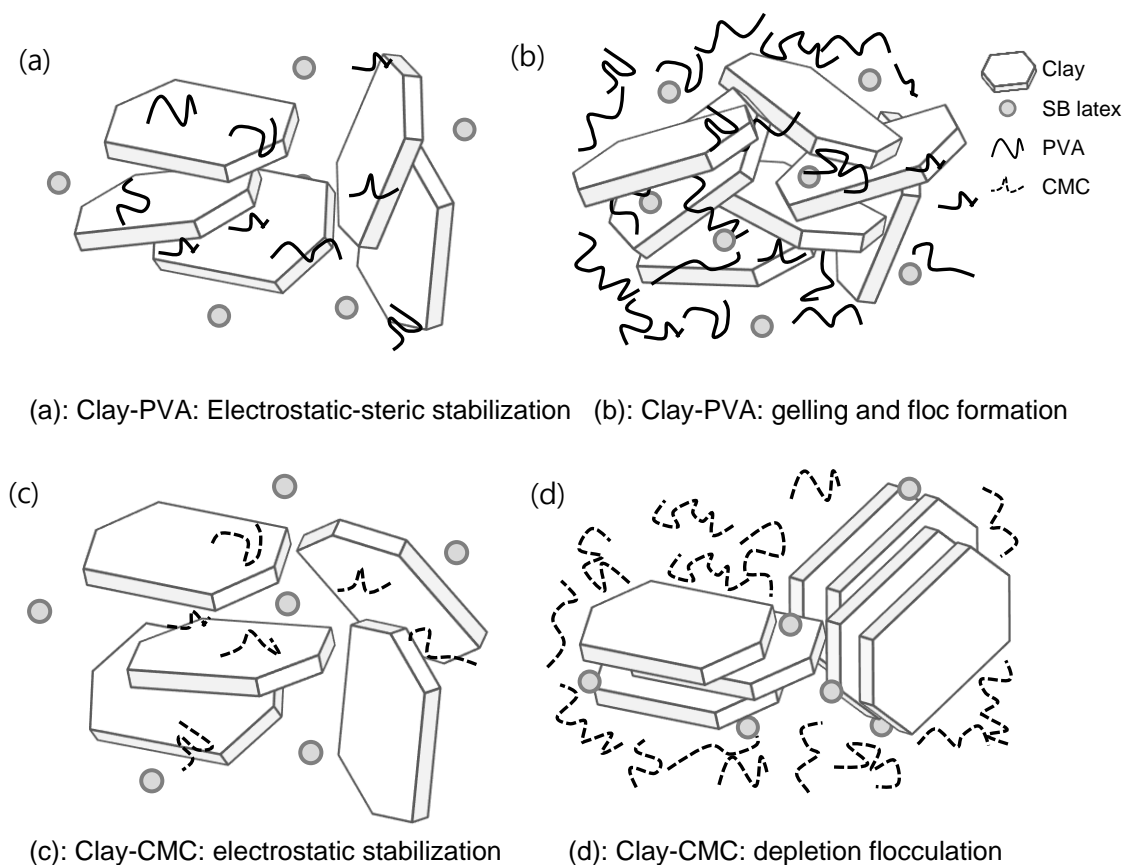 (a)
(b)
Clay
SB latex
PVA
CMC
(a): Clay-PVA: Electrostatic-steric stabilization
(b): Clay-PVA: gelling and floc formation
(c)
(d)
(c): Clay-CMC: electrostatic stabilization
(d): Clay-CMC: depletion flocculation